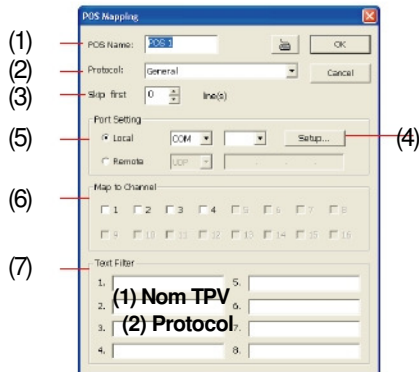 POS Mapping
(1) POS Name: POS 1 OK
(2) Protocol: General Cancel
(3) Skip first 0 line(s)
Port Setting
(5) Local COM Setup... (4)
Remote UDP
Map to Channel
(6) 1 2 3 4 5 6 7 8
9 10 11 12 13 14 15 16
(7) Text Filter
1. 5.
(1) Nom TPV
2. 6.
(2) Protocol
3. 7.
4. 8.